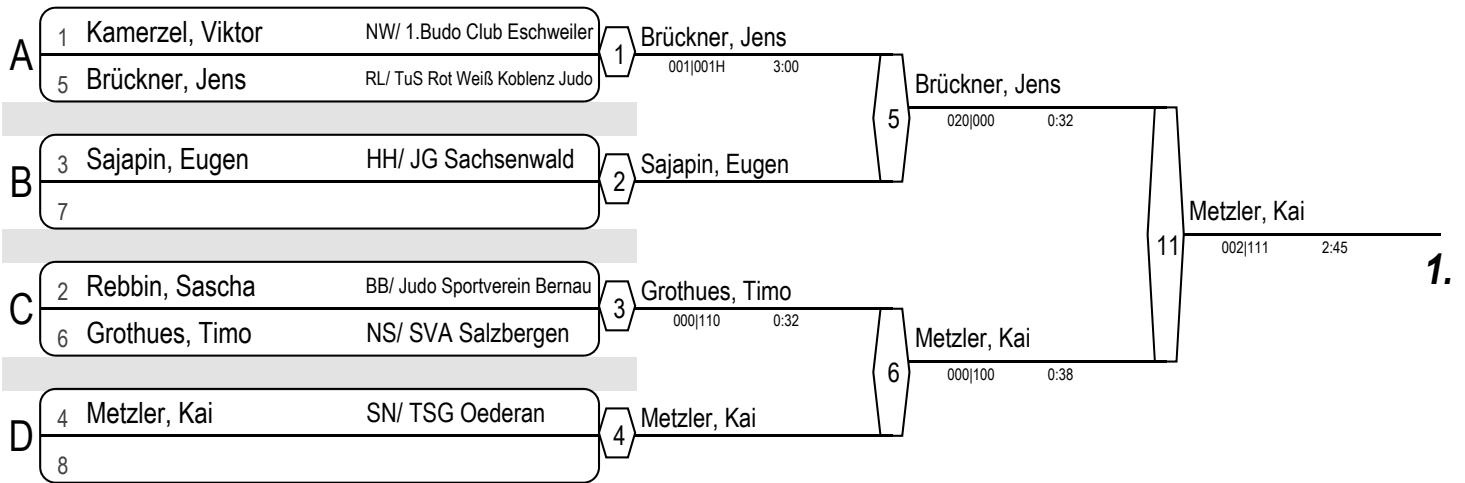 A
1 Kamerzel, Viktor NW/ 1.Budo Club Eschweiler
5 Brückner, Jens RL/ TuS Rot Weiß Koblenz Judo
1
Brückner, Jens
001|001H 3:00
B
3 Sajapin, Eugen HH/ JG Sachsenwald
7
2
Sajapin, Eugen
5
Brückner, Jens
020|000 0:32
C
2 Rebbin, Sascha BB/ Judo Sportverein Bernau
6 Grothues, Timo NS/ SVA Salzbergen
3
Grothues, Timo
000|110 0:32
D
4 Metzler, Kai SN/ TSG Oederan
8
4
Metzler, Kai
6
Metzler, Kai
000|100 0:38
11
Metzler, Kai
002|111 2:45
1.